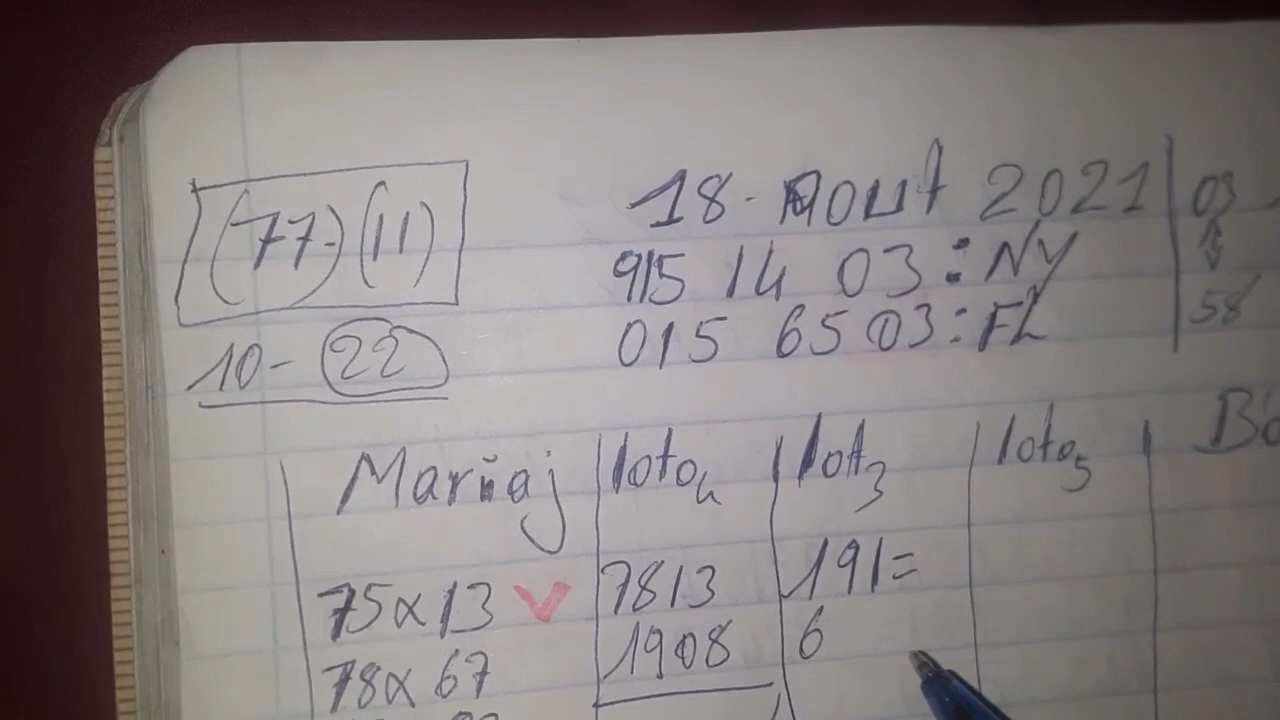 (77) (11)
10- 22
18- Aout 2021
915 14 03 : NY
015 65 03 : FL
03
58
Mariaj loto4 lot3 loto5
75x13 7813 191=
78x67 1908 6